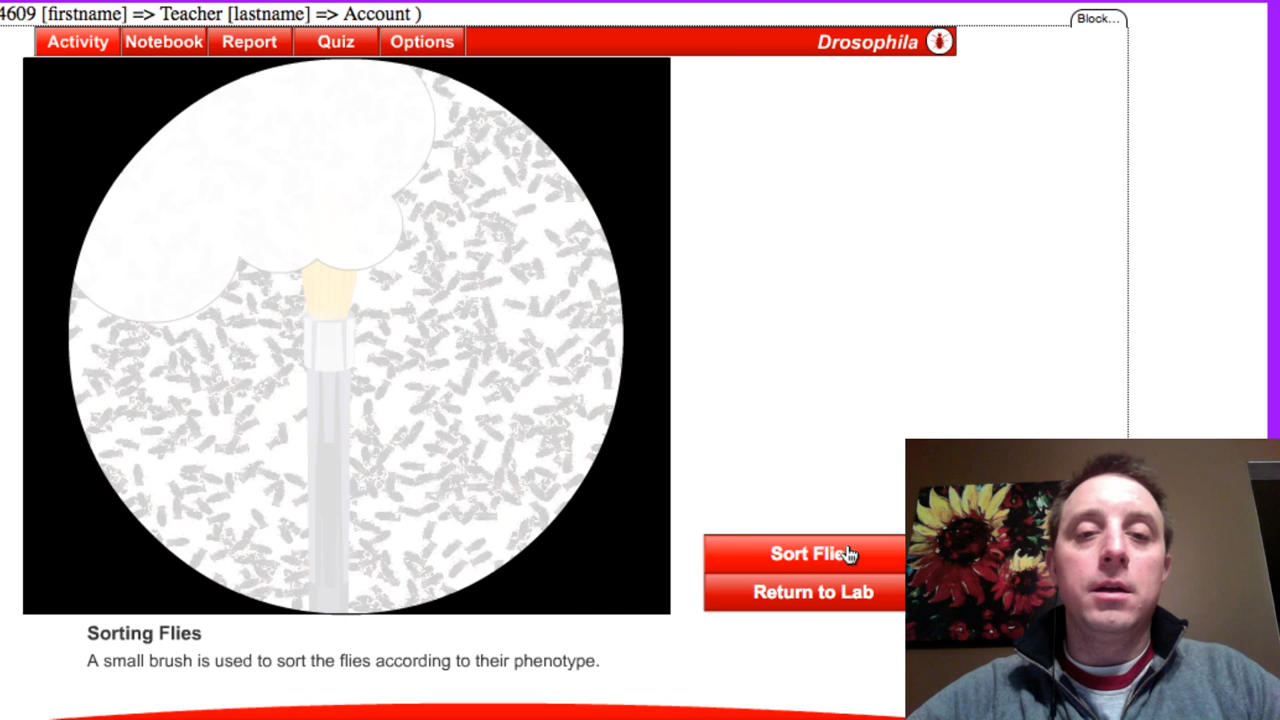 4609 [firstname] => Teacher [lastname] => Account )
Block...
Activity Notebook Report Quiz Options Drosophila
Sort Flies
Return to Lab
Sorting Flies
A small brush is used to sort the flies according to their phenotype.